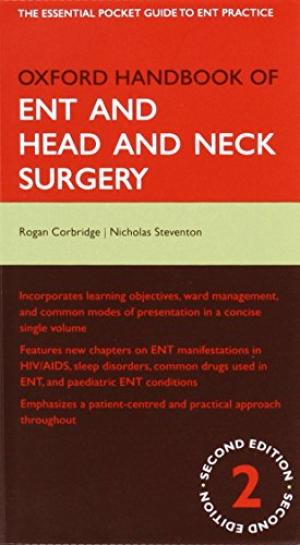 THE ESSENTIAL POCKET GUIDE TO ENT PRACTICE
OXFORD HANDBOOK OF
ENT AND
HEAD AND NECK
SURGERY
Rogan Corbridge | Nicholas Steventon
Incorporates learning objectives, ward management,
and common modes of presentation in a concise
single volume
Features new chapters on ENT manifestations in
HIV/AIDS, sleep disorders, common drugs used in
ENT, and paediatric ENT conditions
Emphasizes a patient-centred and practical approach
throughout
SECOND EDITION •
2
SECOND EDITION •